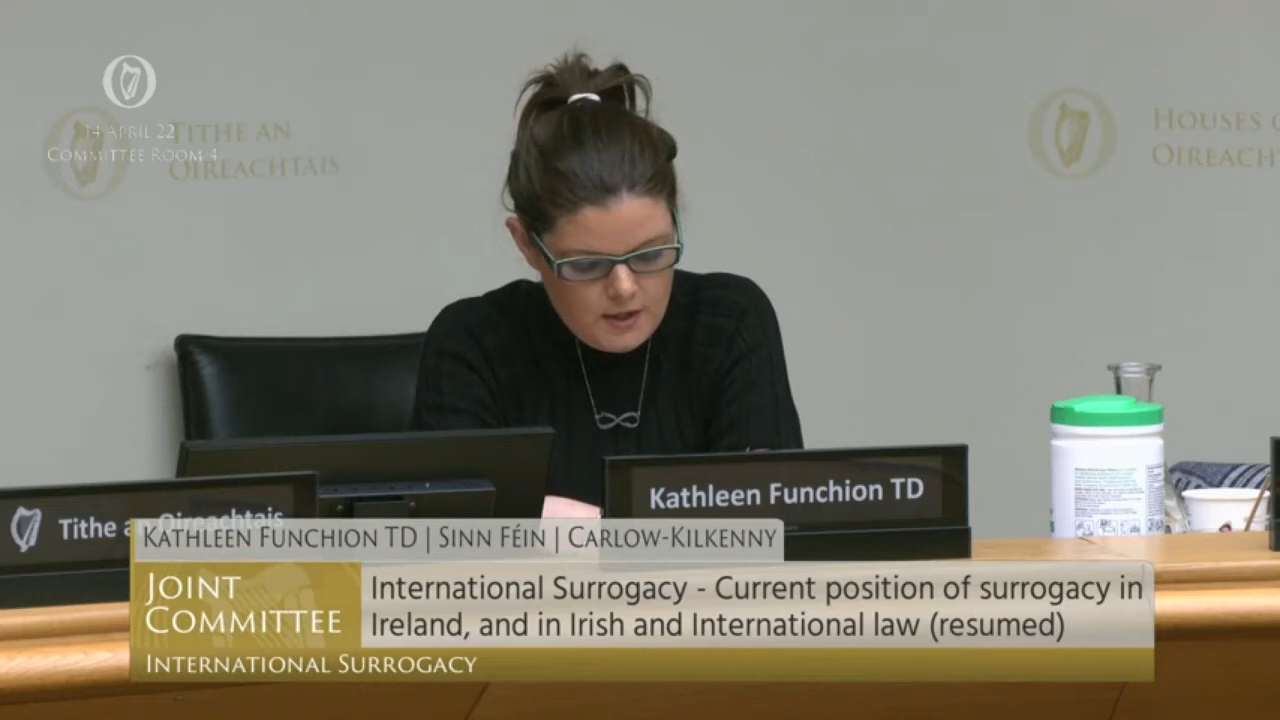 14 APRIL 22
COMMITTEE ROOM 4
TITHE AN
OIREACHTAIS
HOUSES
OIREACH
Kathleen Funchion TD
Tithe an Oireachtais
KATHLEEN FUNCHION TD | SINN FÉIN | CARLOW-KILKENNY
JOINT
COMMITTEE
International Surrogacy - Current position of surrogacy in
Ireland, and in Irish and International law (resumed)
INTERNATIONAL SURROGACY